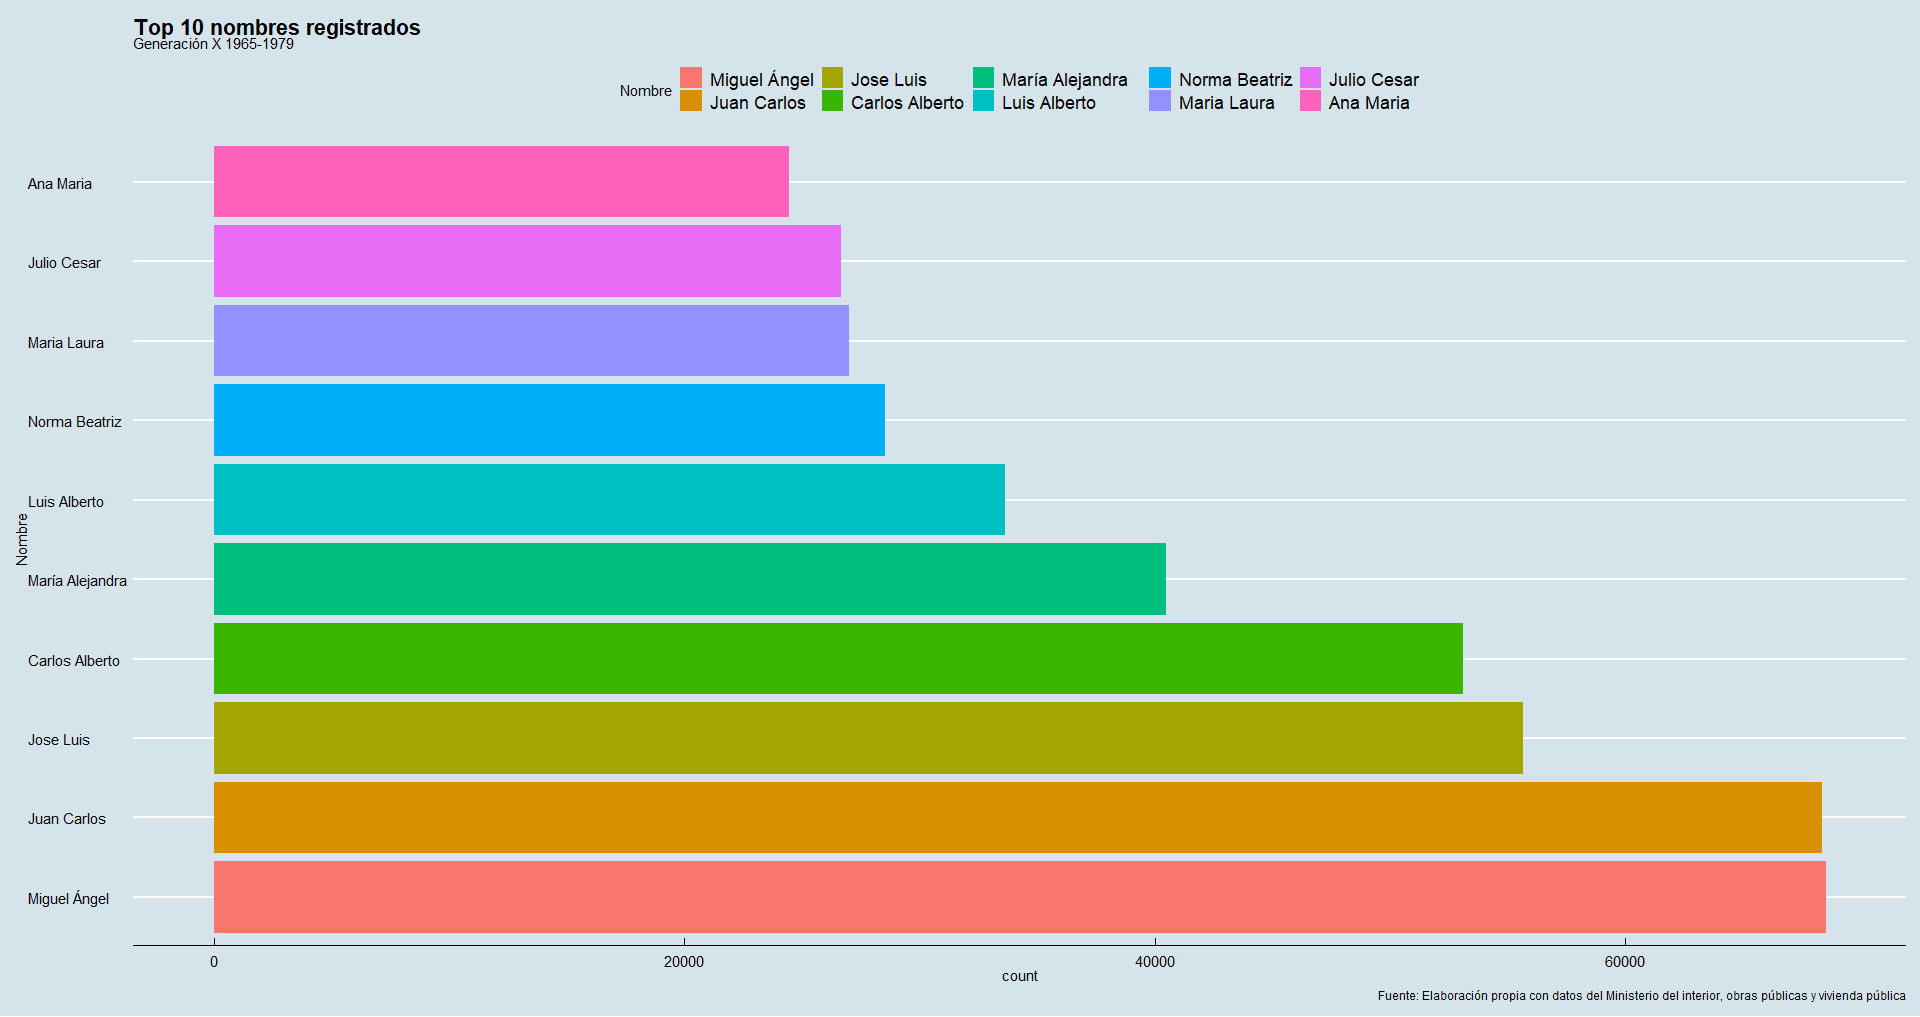 Top 10 nombres registrados
Generación X 1965-1979
Nombre
Miguel Ángel
Jose Luis
María Alejandra
Norma Beatriz
Julio Cesar
Juan Carlos
Carlos Alberto
Luis Alberto
Maria Laura
Ana Maria
Ana Maria
Julio Cesar
Maria Laura
Norma Beatriz
Luis Alberto
Nombre
María Alejandra
Carlos Alberto
Jose Luis
Juan Carlos
Miguel Ángel
0
20000
40000
60000
count
Fuente: Elaboración propia con datos del Ministerio del interior, obras públicas y vivienda pública